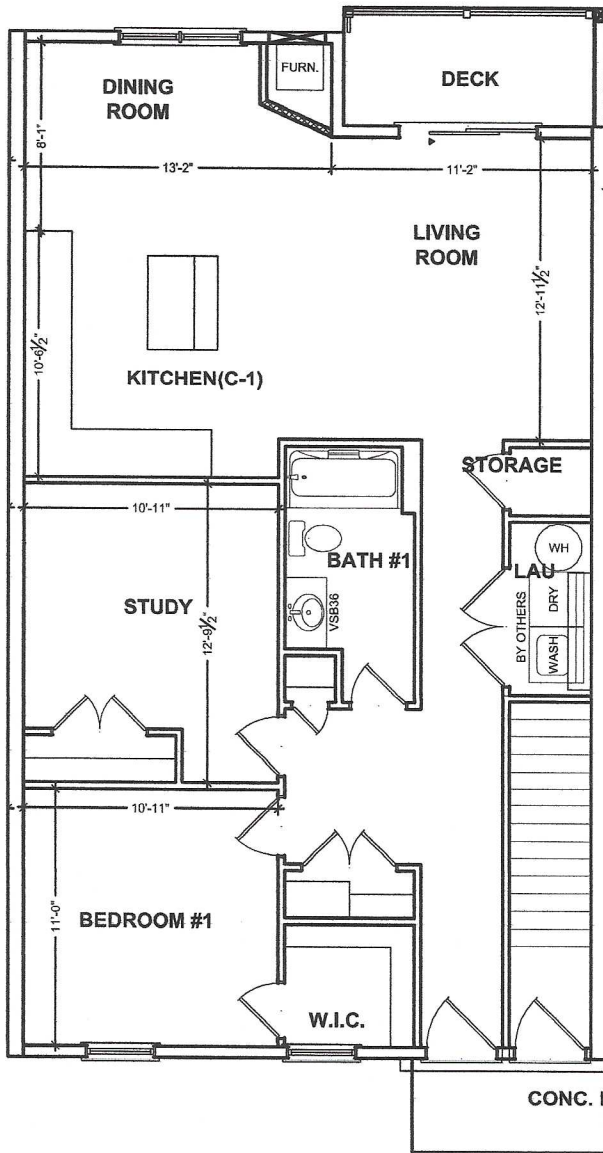 FURN.
DINING
ROOM
DECK
8'-1"
13'-2"
11'-2"
LIVING
ROOM
12'-11½"
10'-6½"
KITCHEN(C-1)
STORAGE
10'-11"
WH
BATH #1
LAU
STUDY
12'-9½"
VSB36
BY OTHERS
DRY
WASH
10'-11"
11'-0"
BEDROOM #1
W.I.C.
CONC.